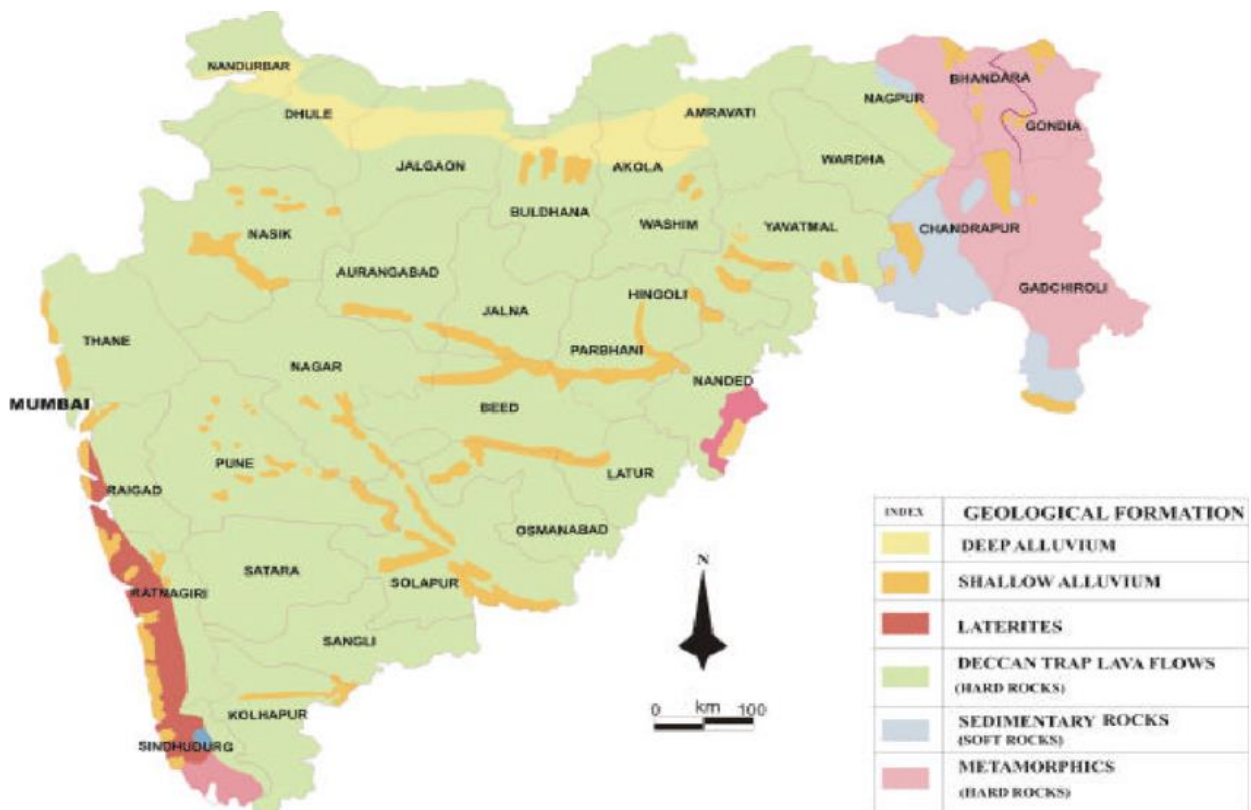 NANDURBAR
DHULE
JALGAON
BULDHANA
AKOLA
AMRAVATI
WARDHA
NAGPUR
BHANDARA
GONDIA
NASIK
AURANGABAD
WASHIM
YAVATMAL
CHANDRAPUR
GADCHIROLI
THANE
JALNA
HINGOLI
PARBHANI
NAGAR
NANDED
MUMBAI
BEED
PUNE
RAIGAD
LATUR
OSMANABAD
SATARA
SOLAPUR
RATNAGIRI
SANGLI
KOLHAPUR
SINDHUDURG
N
0 km 100
INDEX GEOLOGICAL FORMATION
DEEP ALLUVIUM
SHALLOW ALLUVIUM
LATERITES
DECCAN TRAP LAVA FLOWS
(HARD ROCKS)
SEDIMENTARY ROCKS
(SOFT ROCKS)
METAMORPHICS
(HARD ROCKS)